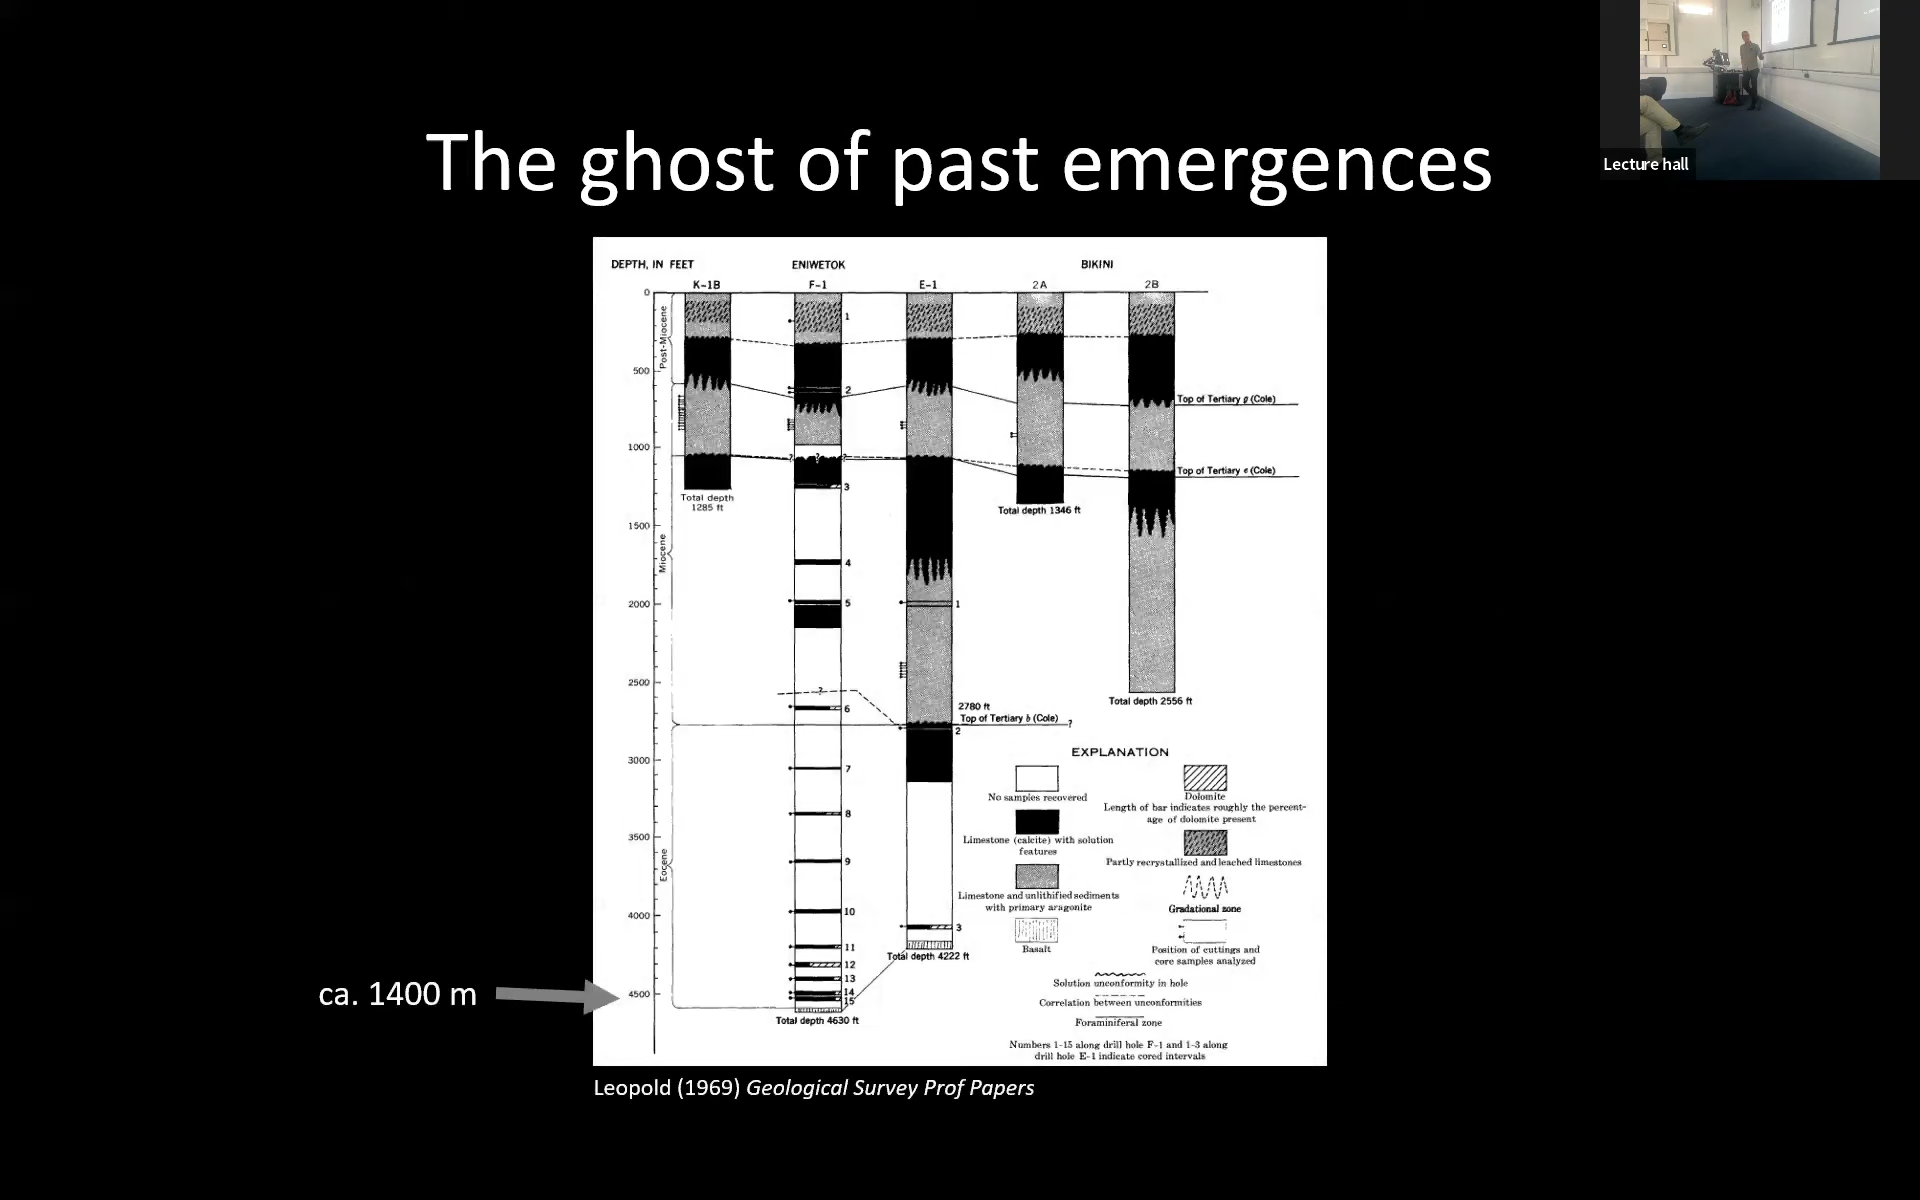 Lecture hall
The ghost of past emergences
DEPTH, IN FEET
ENIWETOK
BIKINI
K-1B
F-1
E-1
2A
2B
0
500
1000
1500
2000
2500
3000
3500
4000
4500
Post-Miocene
Miocene
Eocene
1
2
?
?
?
3
4
5
?
6
7
8
9
10
11
12
13
14
15
1
2
3
Top of Tertiary g (Cole)
Top of Tertiary e (Cole)
Total depth
1285 ft
Total depth 1346 ft
Total depth 2556 ft
2780 ft
Top of Tertiary b (Cole)
?
Total depth 4222 ft
Total depth 4630 ft
EXPLANATION
No samples recovered
Limestone (calcite) with solution
features
Limestone and unlithified sediments
with primary aragonite
Basalt
Dolomite
Length of bar indicates roughly the percent-
age of dolomite present
Partly recrystallized and leached limestones
Gradational zone
Position of cuttings and
core samples analyzed
Solution unconformity in hole
Correlation between unconformities
Foraminiferal zone
Numbers 1-15 along drill hole F-1 and 1-3 along
drill hole E-1 indicate cored intervals
ca. 1400 m
Leopold (1969) Geological Survey Prof Papers